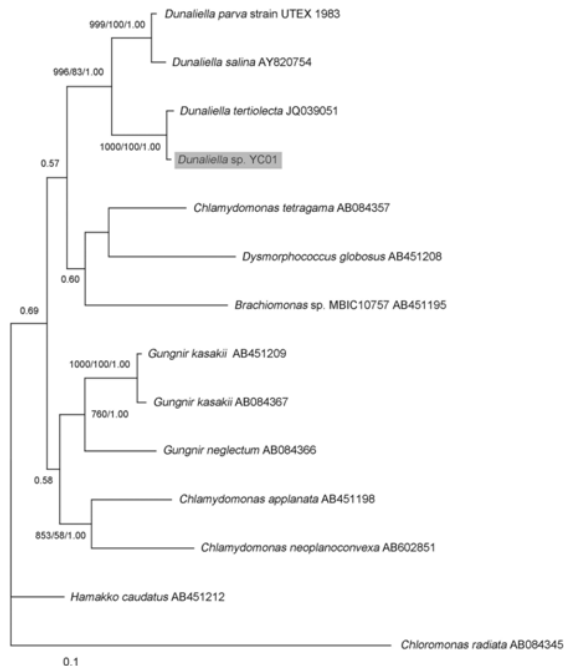 999/100/1.00
Dunaliella parva strain UTEX 1983
996/83/1.00
Dunaliella salina AY820754
Dunaliella tertiolecta JQ039051
1000/100/1.00
Dunaliella sp. YC01
0.57
Chlamydomonas tetragama AB084357
Dysmorphococcus globosus AB451208
0.60
Brachiomonas sp. MBIC10757 AB451195
0.69
Gungnir kasakii AB451209
1000/100/1.00
Gungnir kasakii AB084367
760/1.00
Gungnir neglectum AB084366
0.58
Chlamydomonas applanata AB451198
853/58/1.00
Chlamydomonas neoplanoconvexa AB602851
Hamakko caudatus AB451212
Chloromonas radiata AB084345
0.1